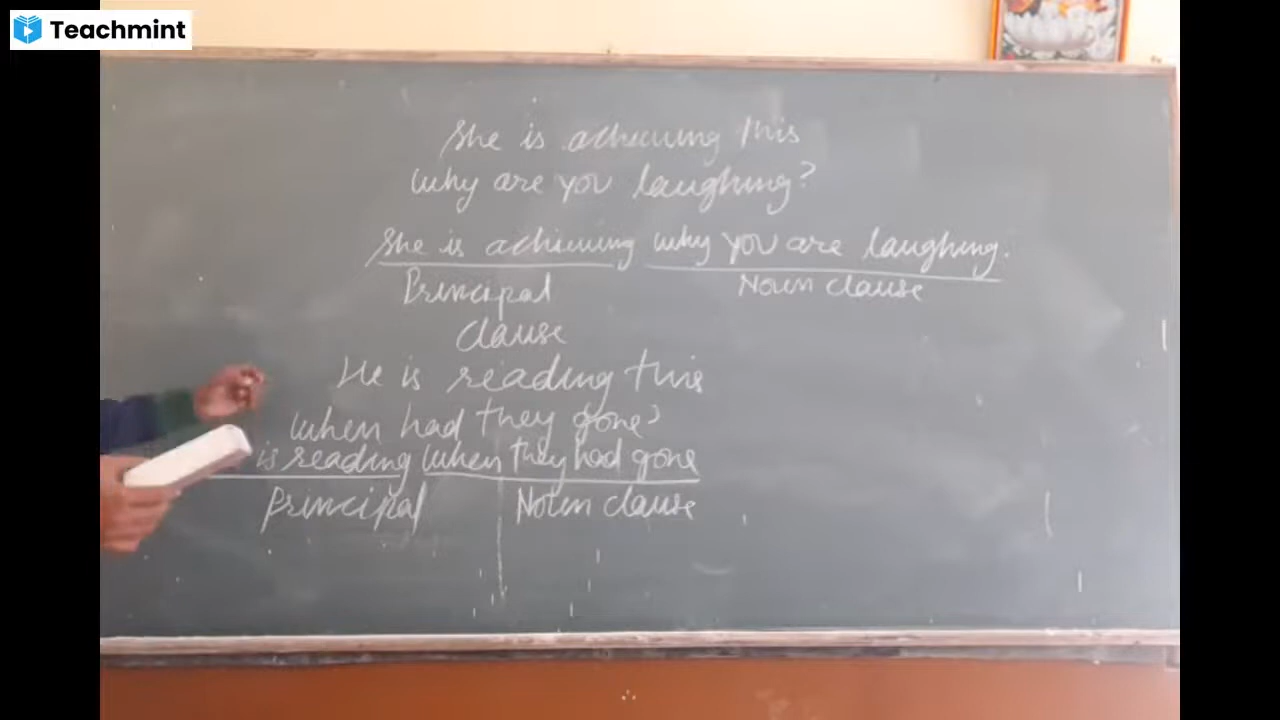 Teachmint
She is achieving this
Why are you laughing?
She is achieving why you are laughing.
Principal Noun clause
clause
He is reading this
When had they gone?
is reading when they had gone
Principal Noun clause